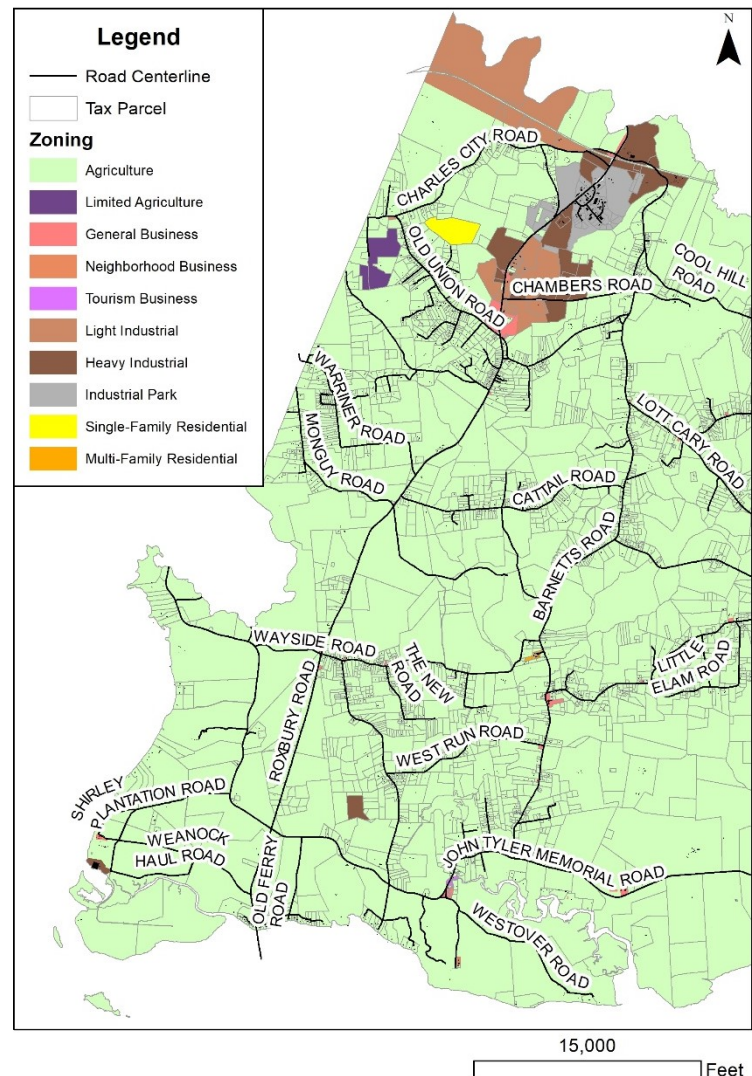 Legend
Road Centerline
Tax Parcel
Zoning
Agriculture
Limited Agriculture
General Business
Neighborhood Business
Tourism Business
Light Industrial
Heavy Industrial
Industrial Park
Single-Family Residential
Multi-Family Residential
N
CHARLES CITY ROAD
OLD UNION ROAD
CHAMBERS ROAD
COOL HILL
ROAD
WARRINER ROAD
MONGUY ROAD
LOTT CARY ROAD
CATTAIL ROAD
BARNETTS ROAD
WAYSIDE ROAD
THE NEW
ROAD
LITTLE
ELAM ROAD
ROXBURY ROAD
WEST RUN ROAD
SHIRLEY
PLANTATION ROAD
WEANOCK
HAUL ROAD
OLD FERRY
ROAD
JOHN TYLER MEMORIAL ROAD
WESTOVER ROAD
15,000
Feet